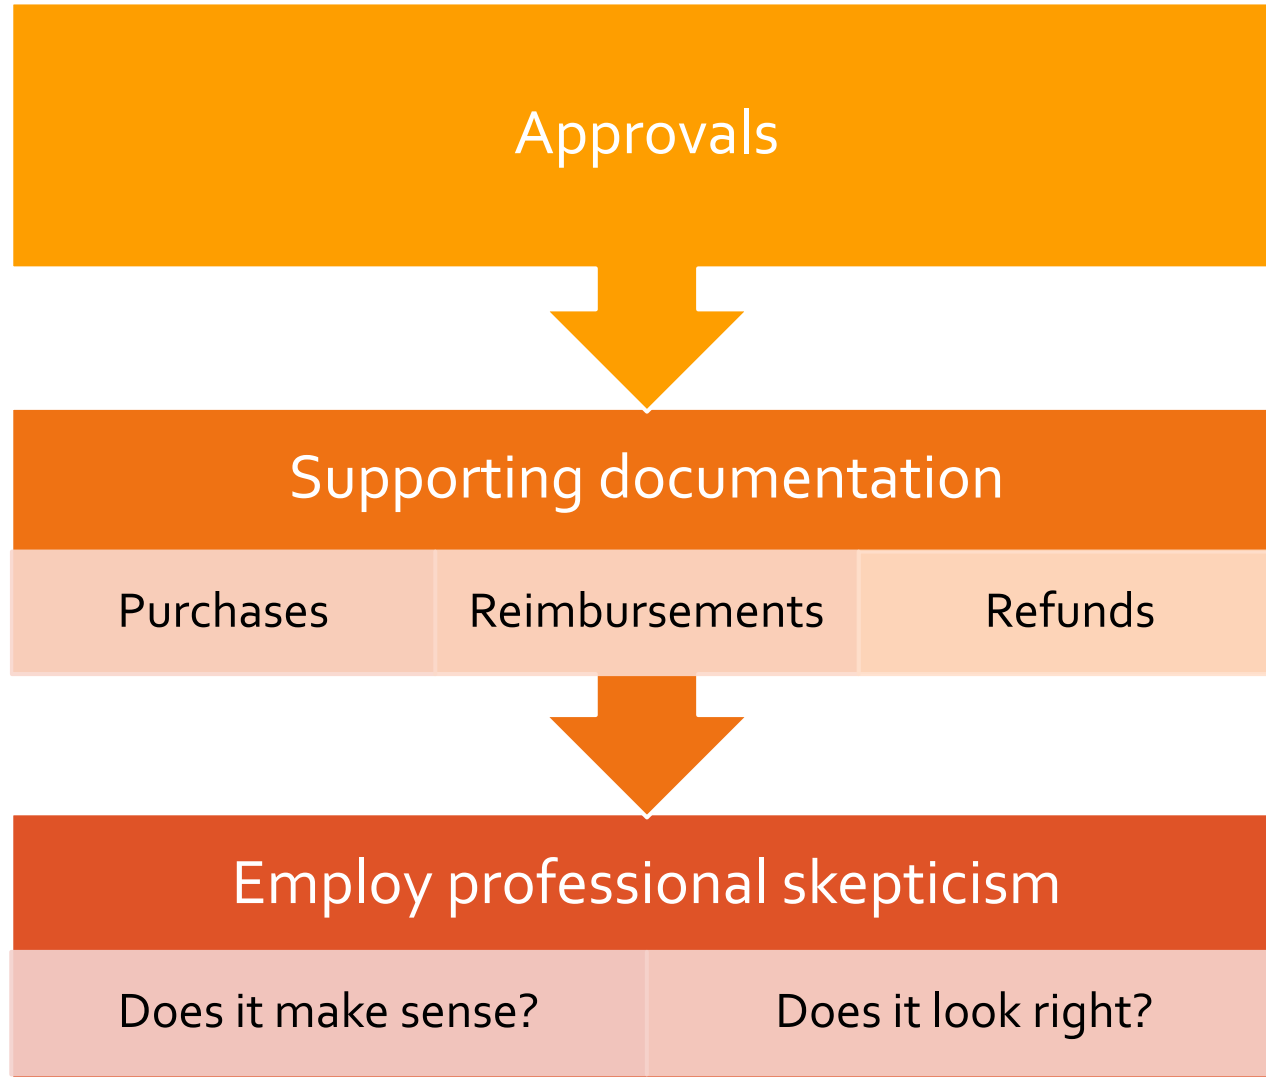 Approvals
Supporting documentation
Purchases
Reimbursements
Refunds
Employ professional skepticism
Does it make sense?
Does it look right?